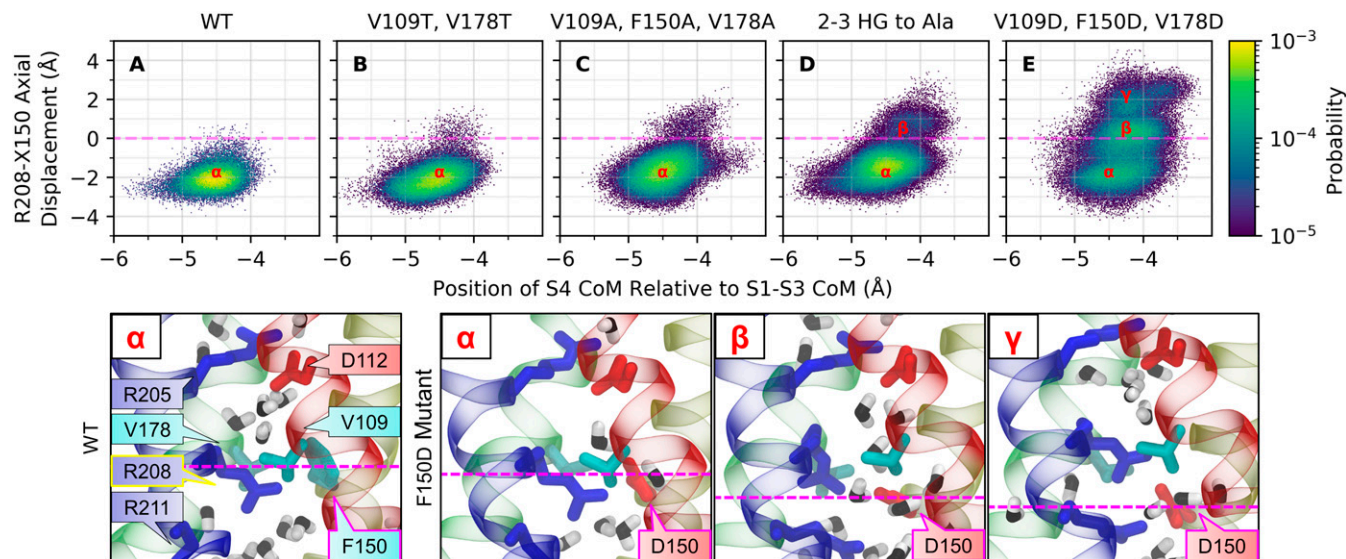 WT
V109T, V178T
V109A, F150A, V178A
2-3 HG to Ala
V109D, F150D, V178D
R208-X150 Axial
Displacement (Å)
4
2
0
−2
−4
A
α
B
α
C
α
D
β
α
E
γ
β
α
10⁻³
10⁻⁴
10⁻⁵
Probability
−6 −5 −4
−6 −5 −4
−6 −5 −4
−6 −5 −4
−6 −5 −4
Position of S4 CoM Relative to S1-S3 CoM (Å)
WT
α
D112
R205
V178
V109
R208
R211
F150
F150D Mutant
α
D150
β
D150
γ
D150